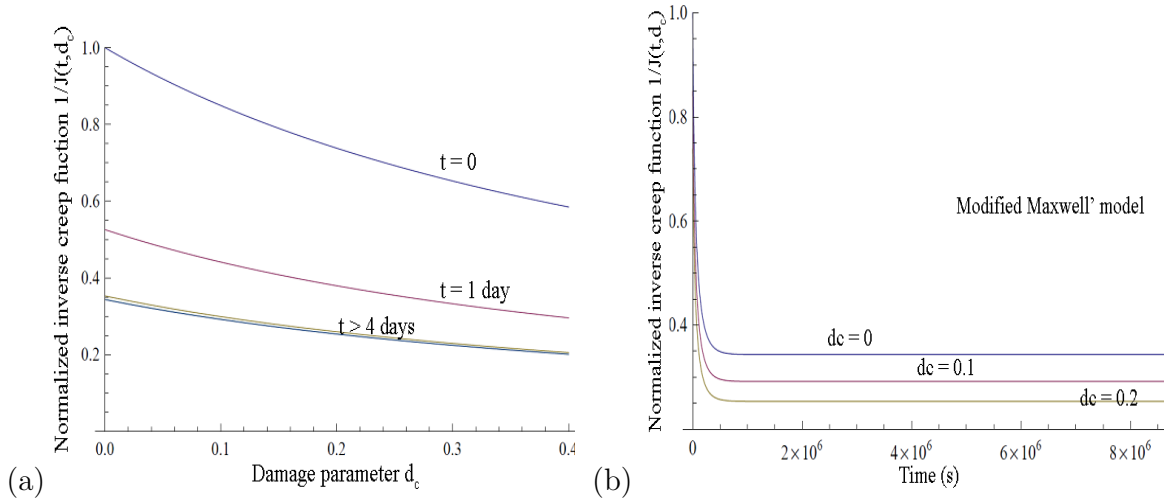 Normalized inverse creep fuction 1/J(t,d_c)
1.0
0.8
0.6
0.4
0.2
t = 0
t = 1 day
t > 4 days
0.0 0.1 0.2 0.3 0.4
Damage parameter d_c
(a)
Normalized inverse creep function 1/J(t,d_c)
1.0
0.8
0.6
0.4
Modified Maxwell’ model
dc = 0
dc = 0.1
dc = 0.2
0 2×10^6 4×10^6 6×10^6 8×10^6
Time (s)
(b)